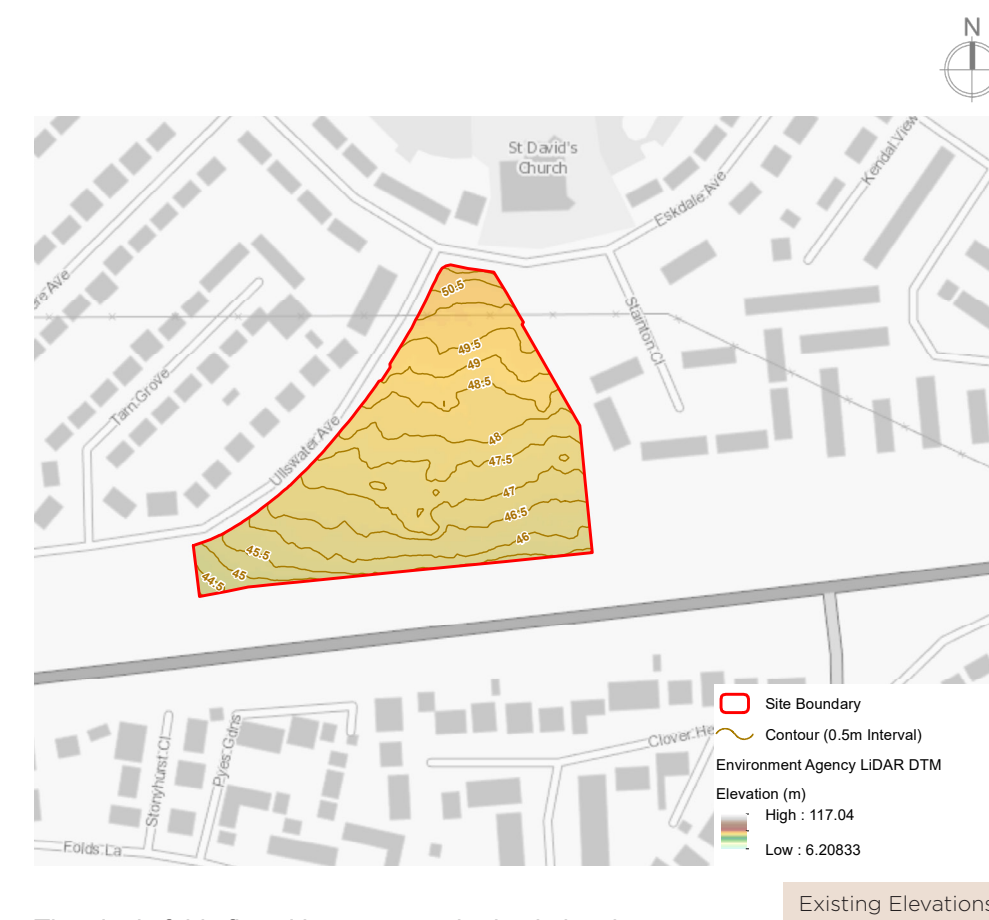 N
St David's
Church
Kendal View
Eskdale Ave
re Ave
50.5
Stainton Cl
49.5
49
48.5
Tarn Grove
Ullswater Ave
48
47.5
47
46.5
46
45.5
45
44.5
Site Boundary
Contour (0.5m Interval)
Environment Agency LiDAR DTM
Elevation (m)
High : 117.04
Low : 6.20833
Clover He
Pyes Gdns
Stonyhurst Cl
Folds La
Existing Elevations